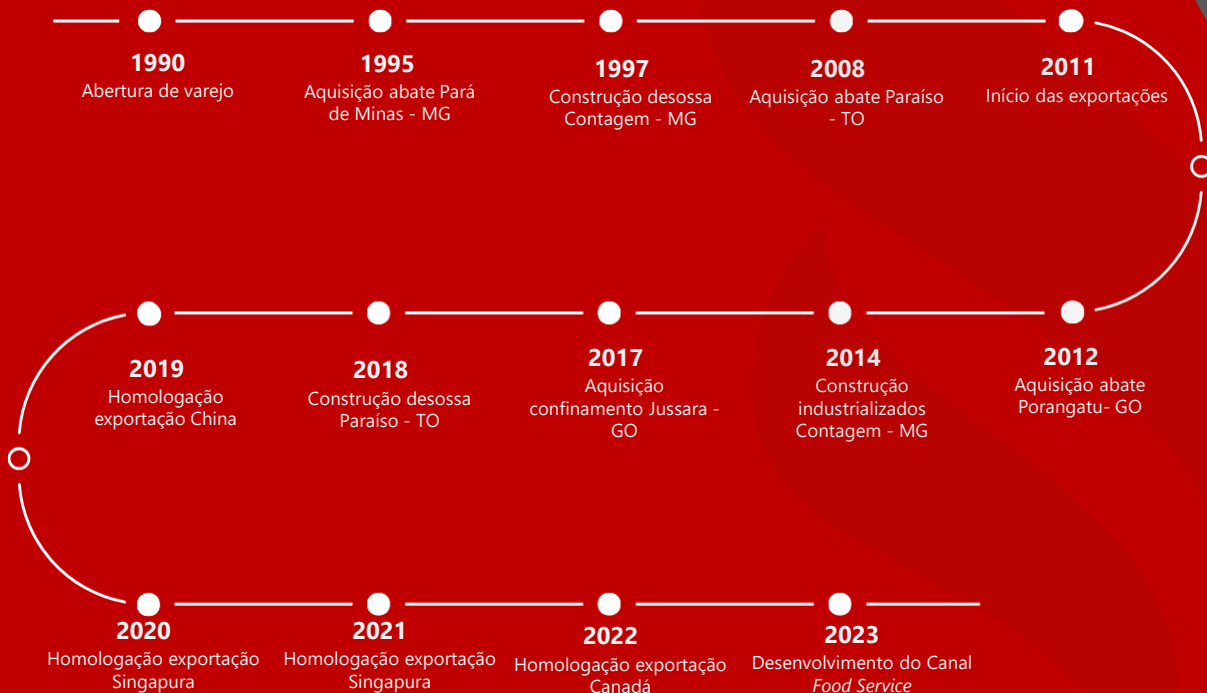 1990
Abertura de varejo
1995
Aquisição abate Pará
de Minas - MG
1997
Construção desossa
Contagem - MG
2008
Aquisição abate Paraíso
- TO
2011
Início das exportações
2019
Homologação
exportação China
2018
Construção desossa
Paraíso - TO
2017
Aquisição
confinamento Jussara -
GO
2014
Construção
industrializados
Contagem - MG
2012
Aquisição abate
Porangatu- GO
2020
Homologação exportação
Singapura
2021
Homologação exportação
Singapura
2022
Homologação exportação
Canadá
2023
Desenvolvimento do Canal
Food Service